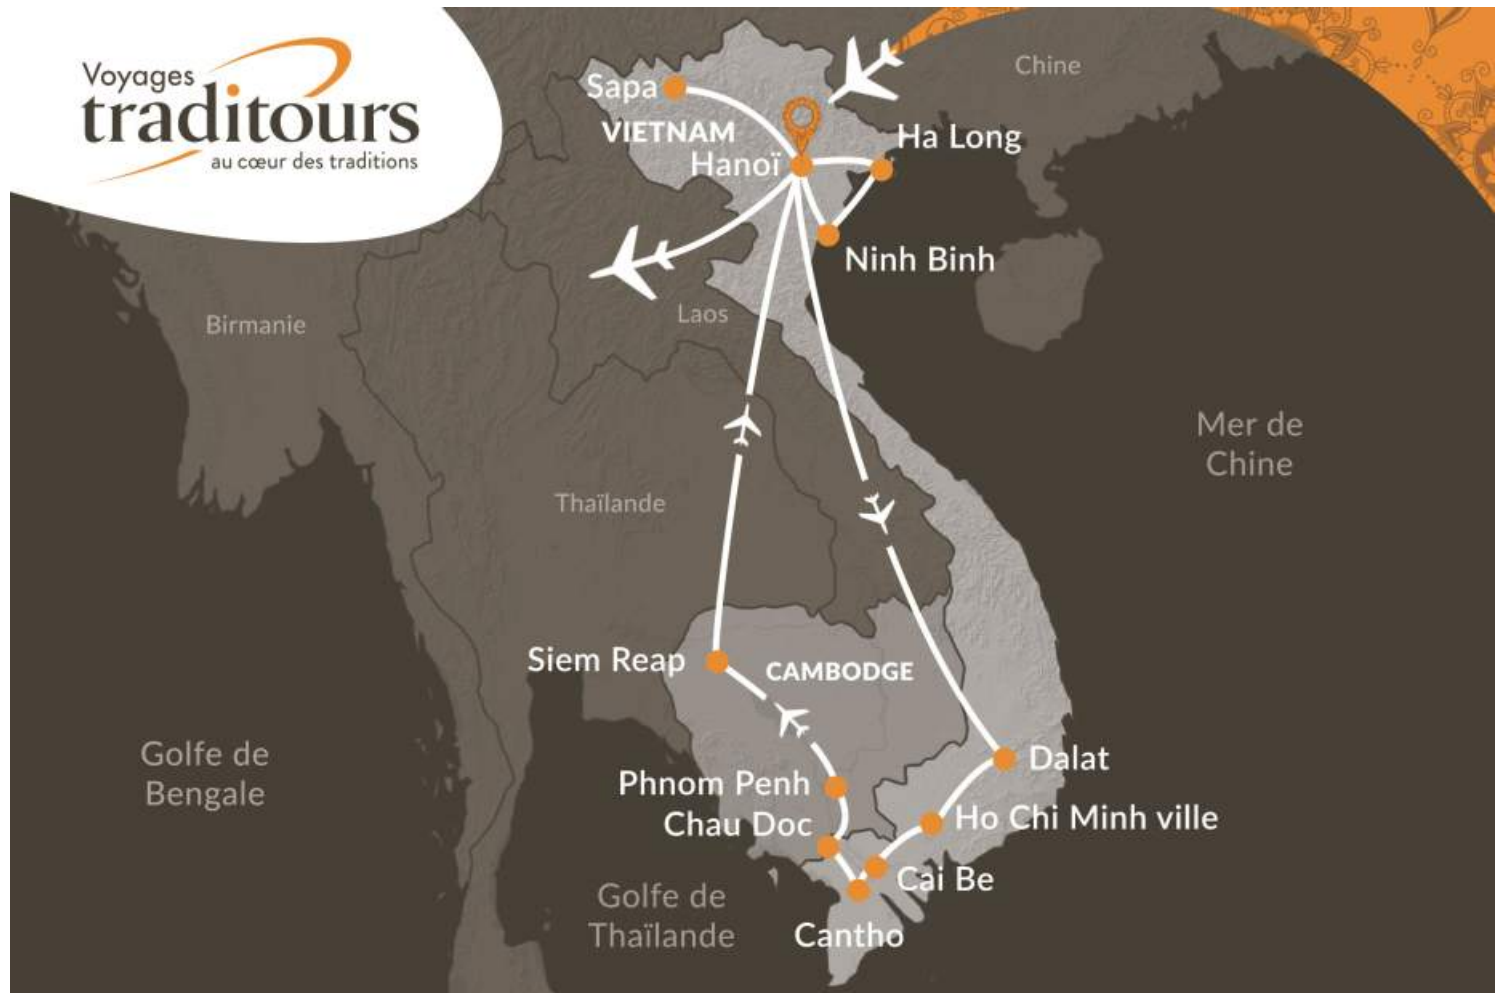 Voyages
traditours
au cœur des traditions
Chine
Sapa
VIETNAM
Ha Long
Hanoï
Ninh Binh
Laos
Birmanie
Mer de
Chine
Thaïlande
Siem Reap
CAMBODGE
Golfe de
Bengale
Dalat
Phnom Penh
Ho Chi Minh ville
Chau Doc
Cai Be
Golfe de
Thaïlande
Cantho